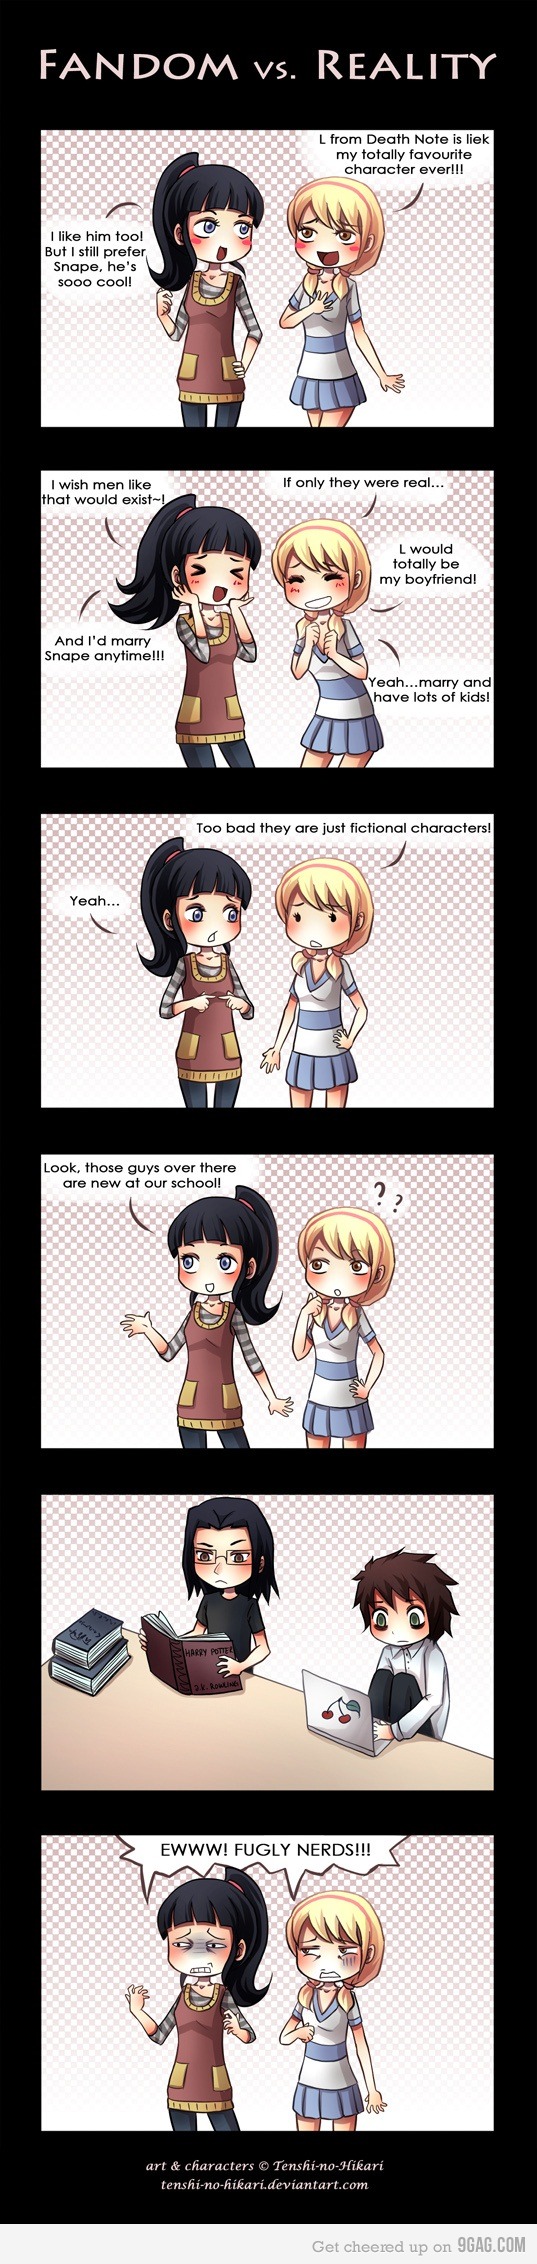 FANDOM VS. REALITY
L from Death Note is liek
my totally favourite
character ever!!!
I like him too!
But I still prefer
Snape, he's
sooo cool!
I wish men like
that would exist~!
If only they were real...
L would
totally be
my boyfriend!
And I'd marry
Snape anytime!!!
Yeah...marry and
have lots of kids!
Too bad they are just fictional characters!
Yeah...
Look, those guys over there
are new at our school!
? ?
HARRY POTTER
J.K. ROWLING
EWWW! FUGLY NERDS!!!
art & characters © Tenshi-no-Hikari
tenshi-no-hikari.deviantart.com
Get cheered up on 9GAG.COM